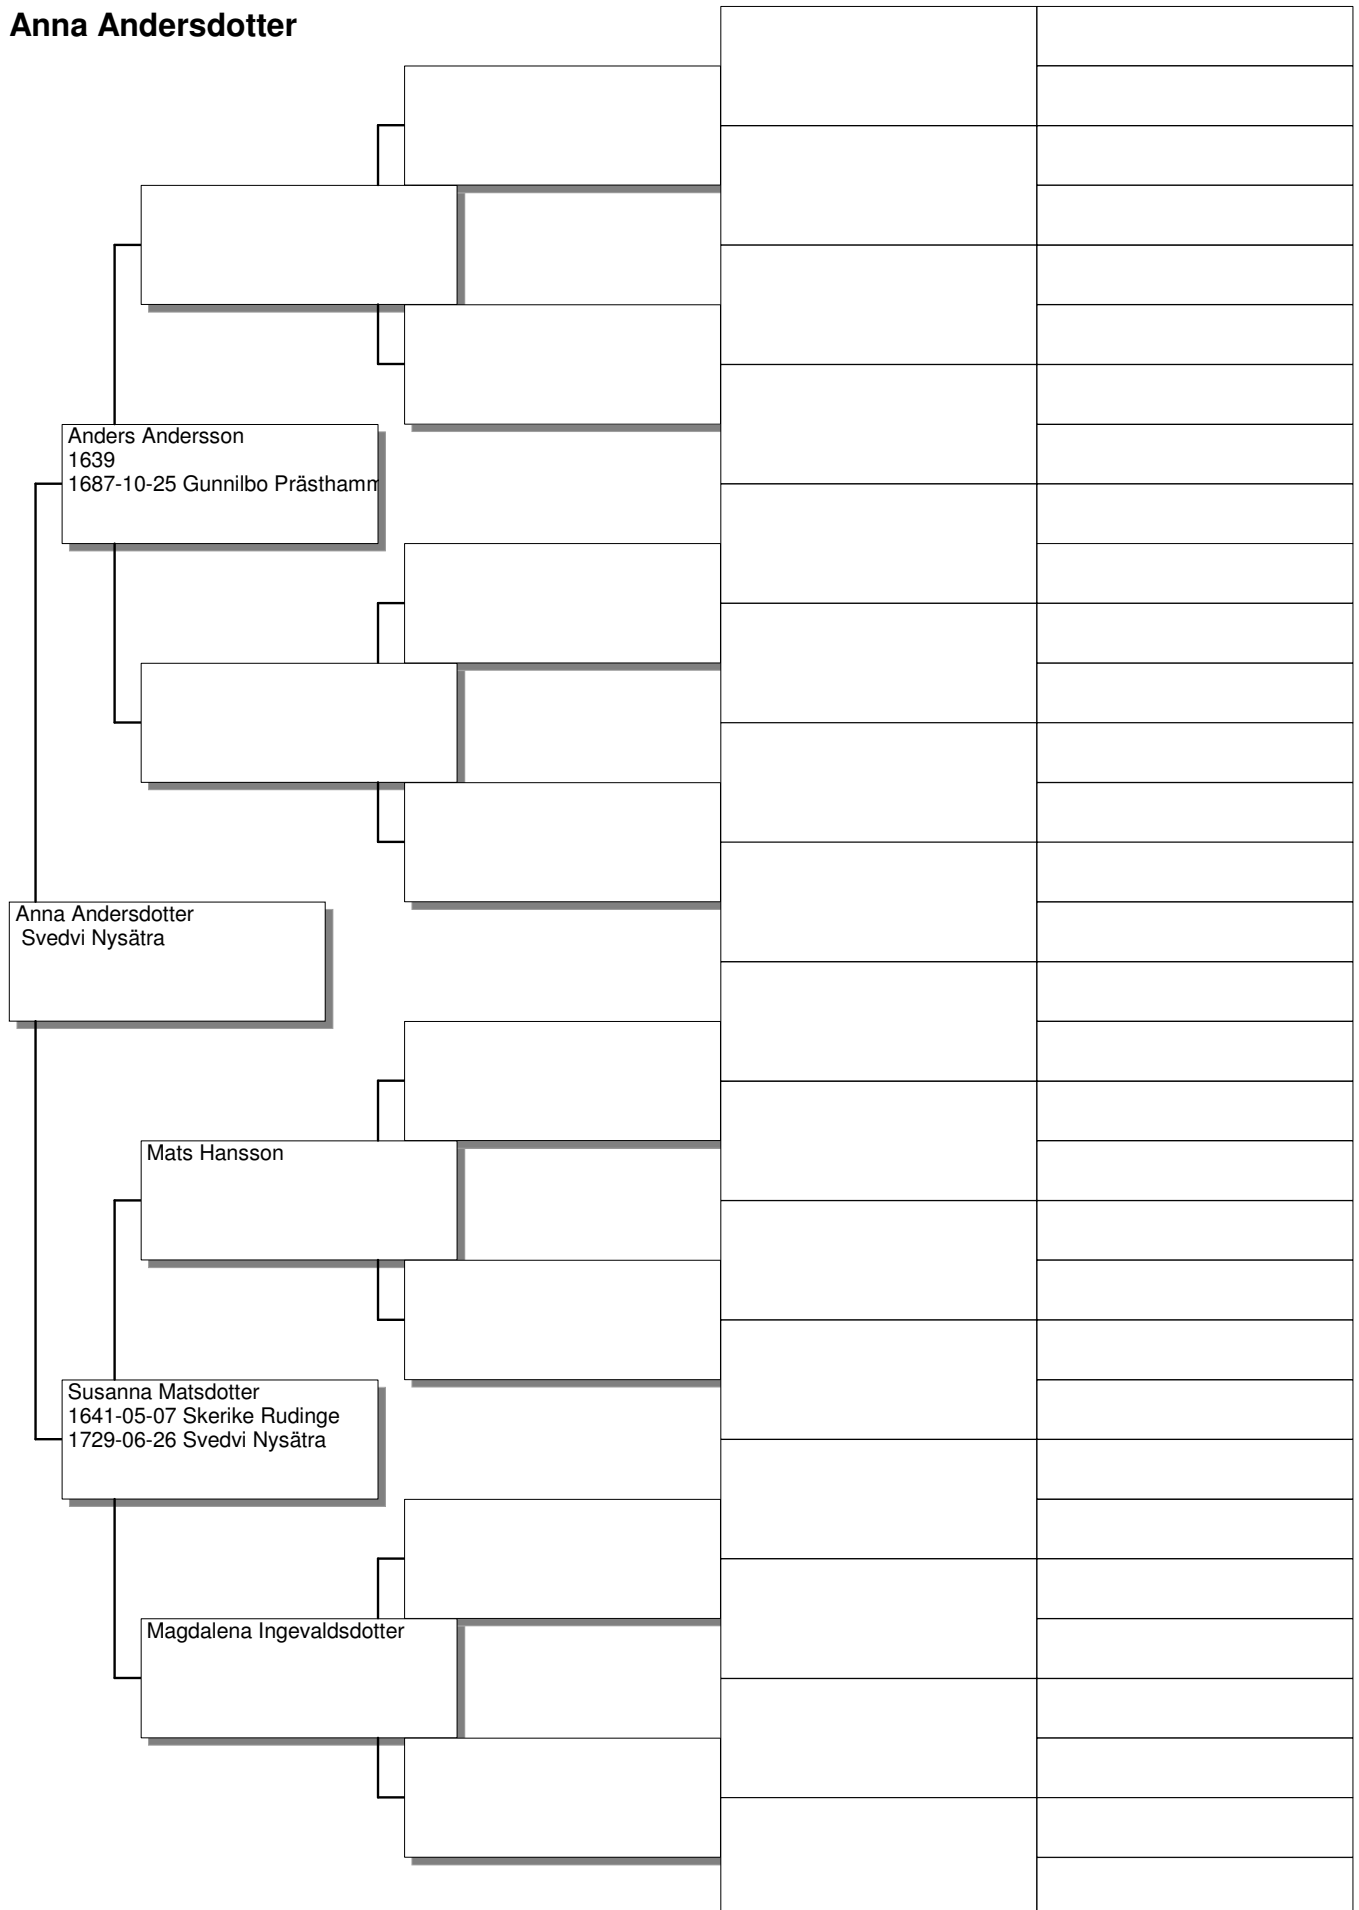 Anna Andersdotter
Anders Andersson
1639
1687-10-25 Gunnilbo Prästhamm
Anna Andersdotter
Svedvi Nysätra
Mats Hansson
Susanna Matsdotter
1641-05-07 Skerike Rudinge
1729-06-26 Svedvi Nysätra
Magdalena Ingevaldsdotter